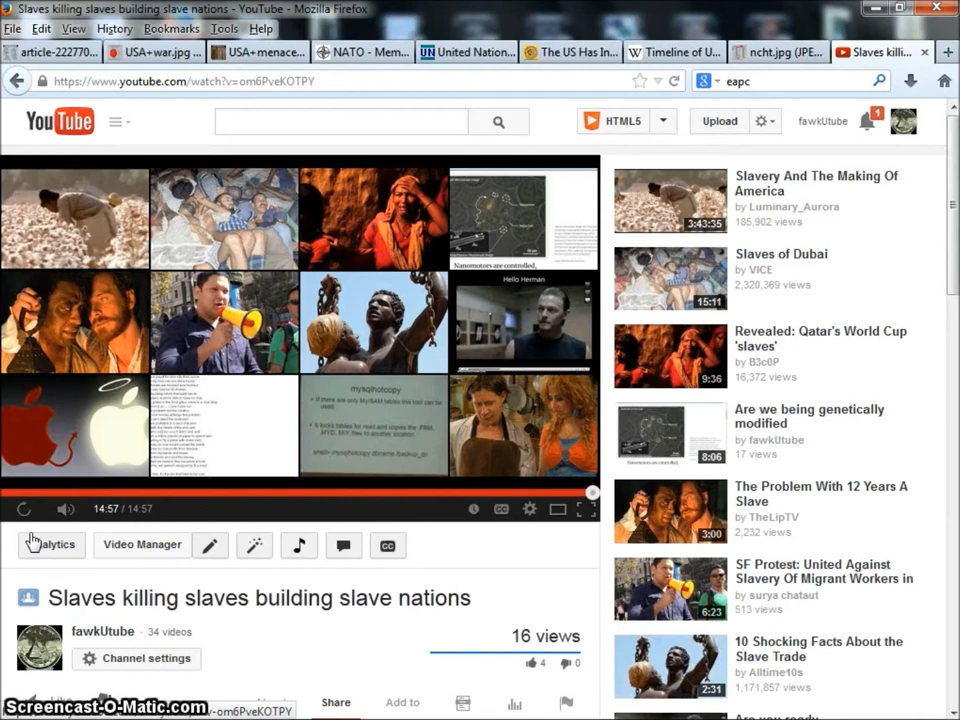 Slaves killing slaves building slave nations - YouTube - Mozilla Firefox
File Edit View History Bookmarks Tools Help
article-222770...
USA+war.jpg ...
USA+menace...
NATO - Mem...
United Nation...
The US Has In...
Timeline of U...
ncht.jpg (JPE...
Slaves killi...
https://www.youtube.com/watch?v=om6PveKOTPY
eapc
YouTube
HTML5
Upload
fawkUtube
1
Nanomotors are controlled,
Hello Herman
mysqlhotcopy
14:57 / 14:57
alytics
Video Manager
Slaves killing slaves building slave nations
fawkUtube · 34 videos
Channel settings
16 views
4 0
Share
Add to
Screencast-O-Matic.com
v-om6PveKOTPY
Slavery And The Making Of
America
by Luminary_Aurora
185,902 views
3:43:35
Slaves of Dubai
by VICE
2,320,369 views
15:11
Revealed: Qatar's World Cup
'slaves'
by B3c0P
16,372 views
9:36
Are we being genetically
modified
by fawkUtube
17 views
8:06
The Problem With 12 Years A
Slave
by TheLipTV
2,232 views
3:00
SF Protest: United Against
Slavery Of Migrant Workers in
by surya chataut
513 views
6:23
10 Shocking Facts About the
Slave Trade
by Alltime10s
1,171,857 views
2:31